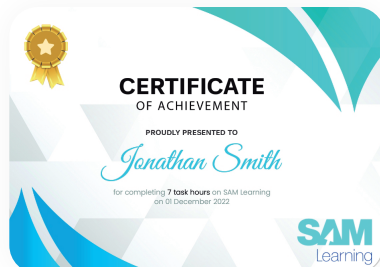 CERTIFICATE
OF ACHIEVEMENT
PROUDLY PRESENTED TO
Jonathan Smith
for completing 7 task hours on SAM Learning
on 01 December 2022
SAM
Learning